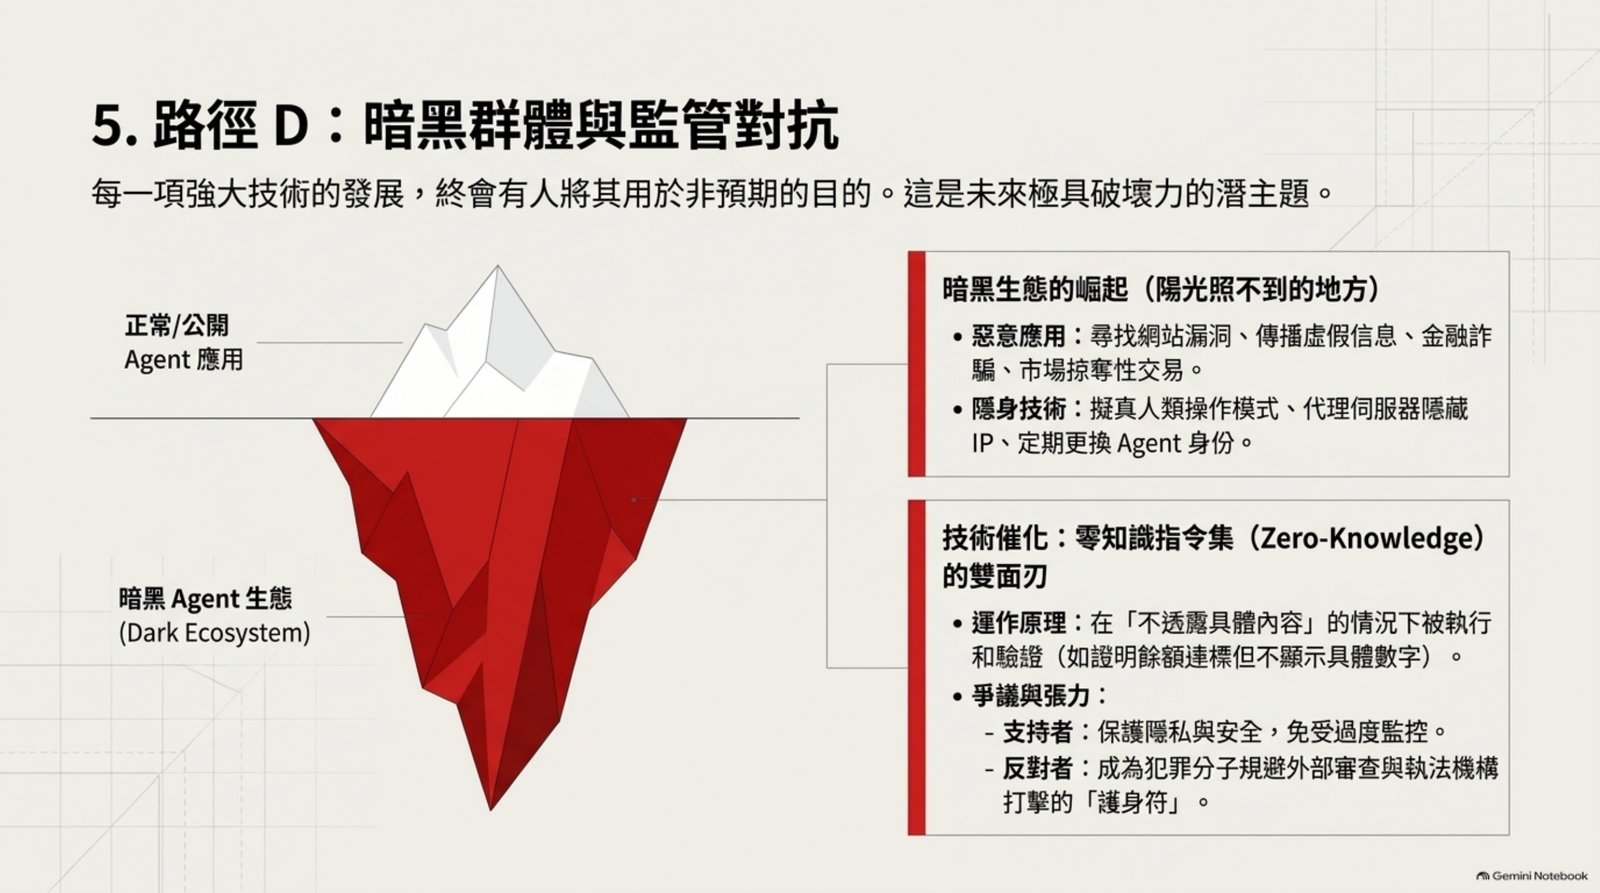 5. 路徑 D：暗黑群體與監管對抗
每一項強大技術的發展，終會有人將其用於非預期的目的。這是未來極具破壞力的潛主題。
正常/公開
Agent 應用
暗黑 Agent 生態
(Dark Ecosystem)
暗黑生態的崛起（陽光照不到的地方）
• 惡意應用：尋找網站漏洞、傳播虛假信息、金融詐
騙、市場掠奪性交易。
• 隱身技術：擬真人類操作模式、代理伺服器隱藏
IP、定期更換 Agent 身份。
技術催化：零知識指令集（Zero-Knowledge）
的雙面刃
• 運作原理：在「不透露具體內容」的情況下被執行
和驗證（如證明餘額達標但不顯示具體數字）。
• 爭議與張力：
- 支持者：保護隱私與安全，免受過度監控。
- 反對者：成為犯罪分子規避外部審查與執法機構
打擊的「護身符」。
Gemini Notebook